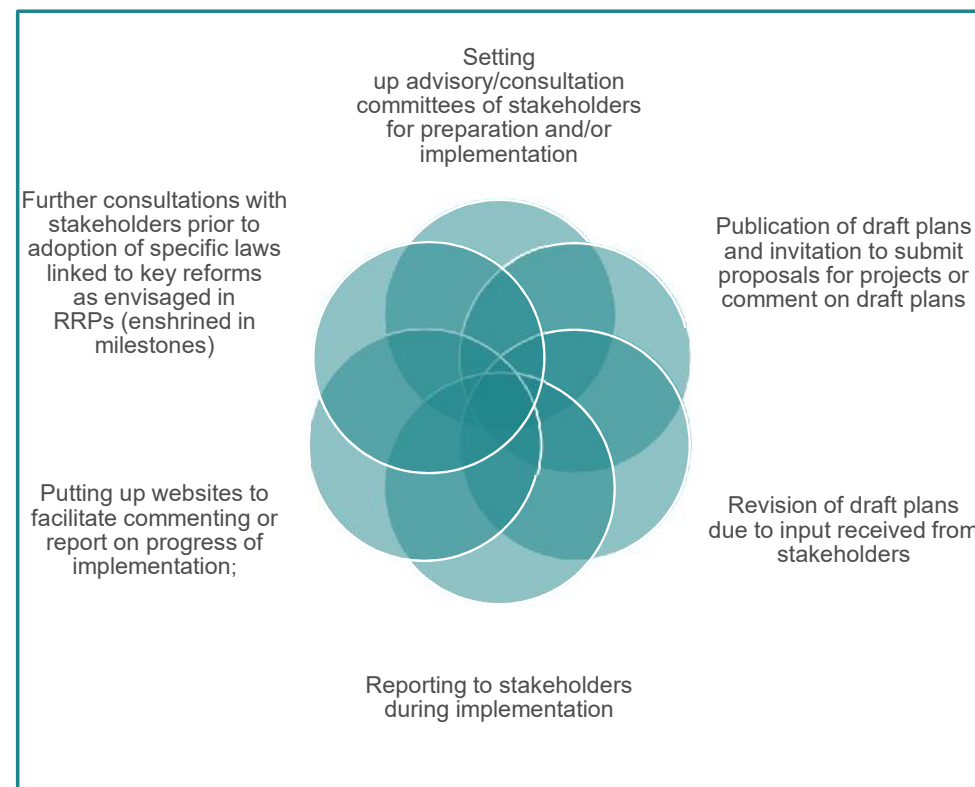 Setting
up advisory/consultation
committees of stakeholders
for preparation and/or
implementation
Publication of draft plans
and invitation to submit
proposals for projects or
comment on draft plans
Revision of draft plans
due to input received from
stakeholders
Reporting to stakeholders
during implementation
Putting up websites to
facilitate commenting or
report on progress of
implementation;
Further consultations with
stakeholders prior to
adoption of specific laws
linked to key reforms
as envisaged in
RRPs (enshrined in
milestones)